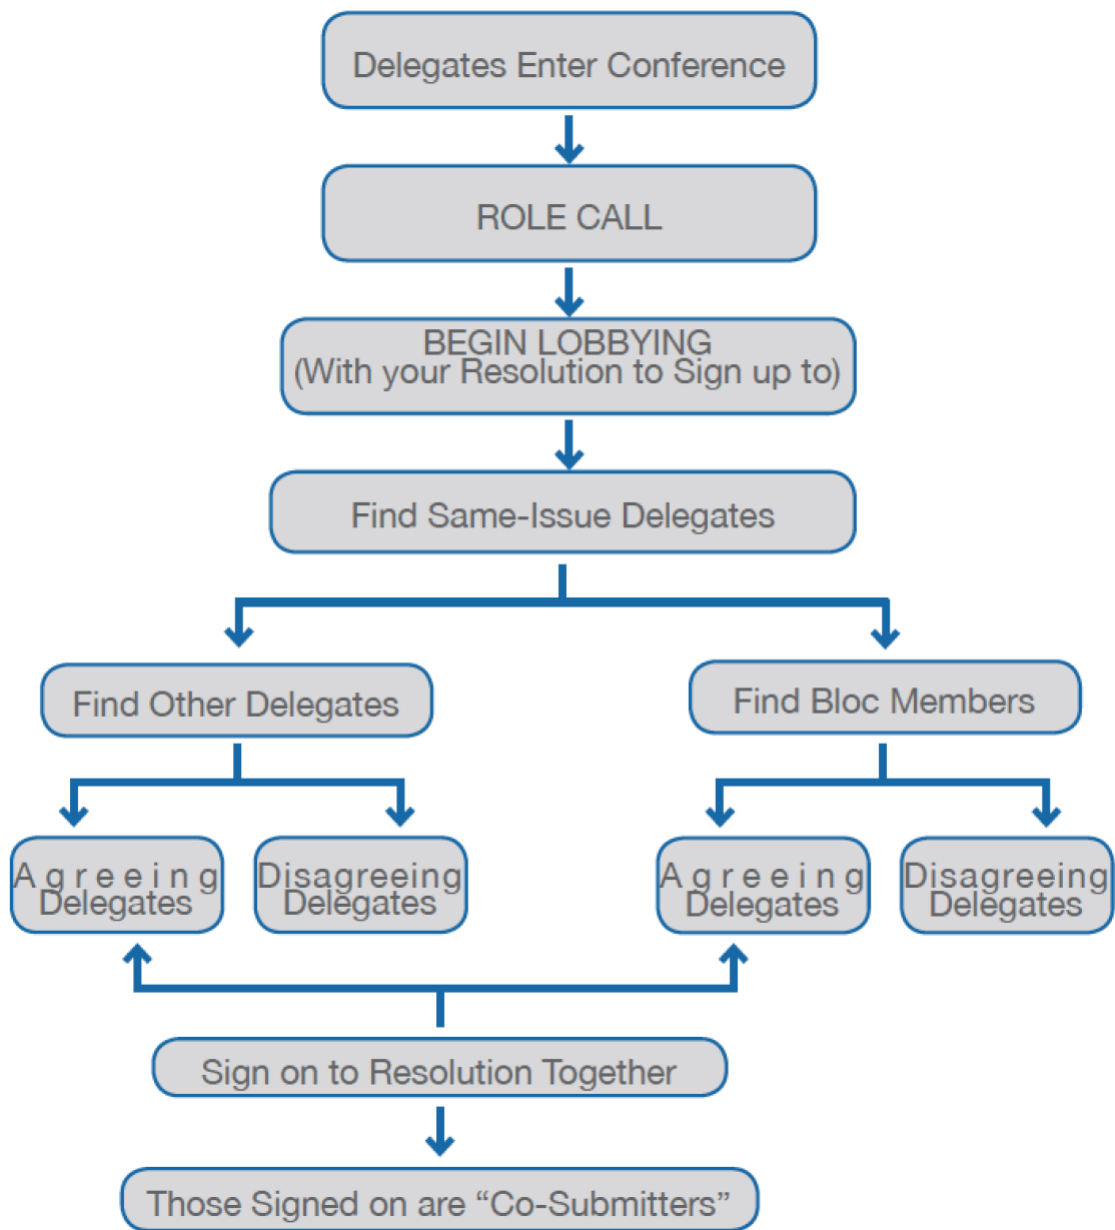 Delegates Enter Conference
ROLE CALL
BEGIN LOBBYING
(With your Resolution to Sign up to)
Find Same-Issue Delegates
Find Other Delegates
Find Bloc Members
Agreeing
Delegates
Disagreeing
Delegates
Agreeing
Delegates
Disagreeing
Delegates
Sign on to Resolution Together
Those Signed on are “Co-Submitters”